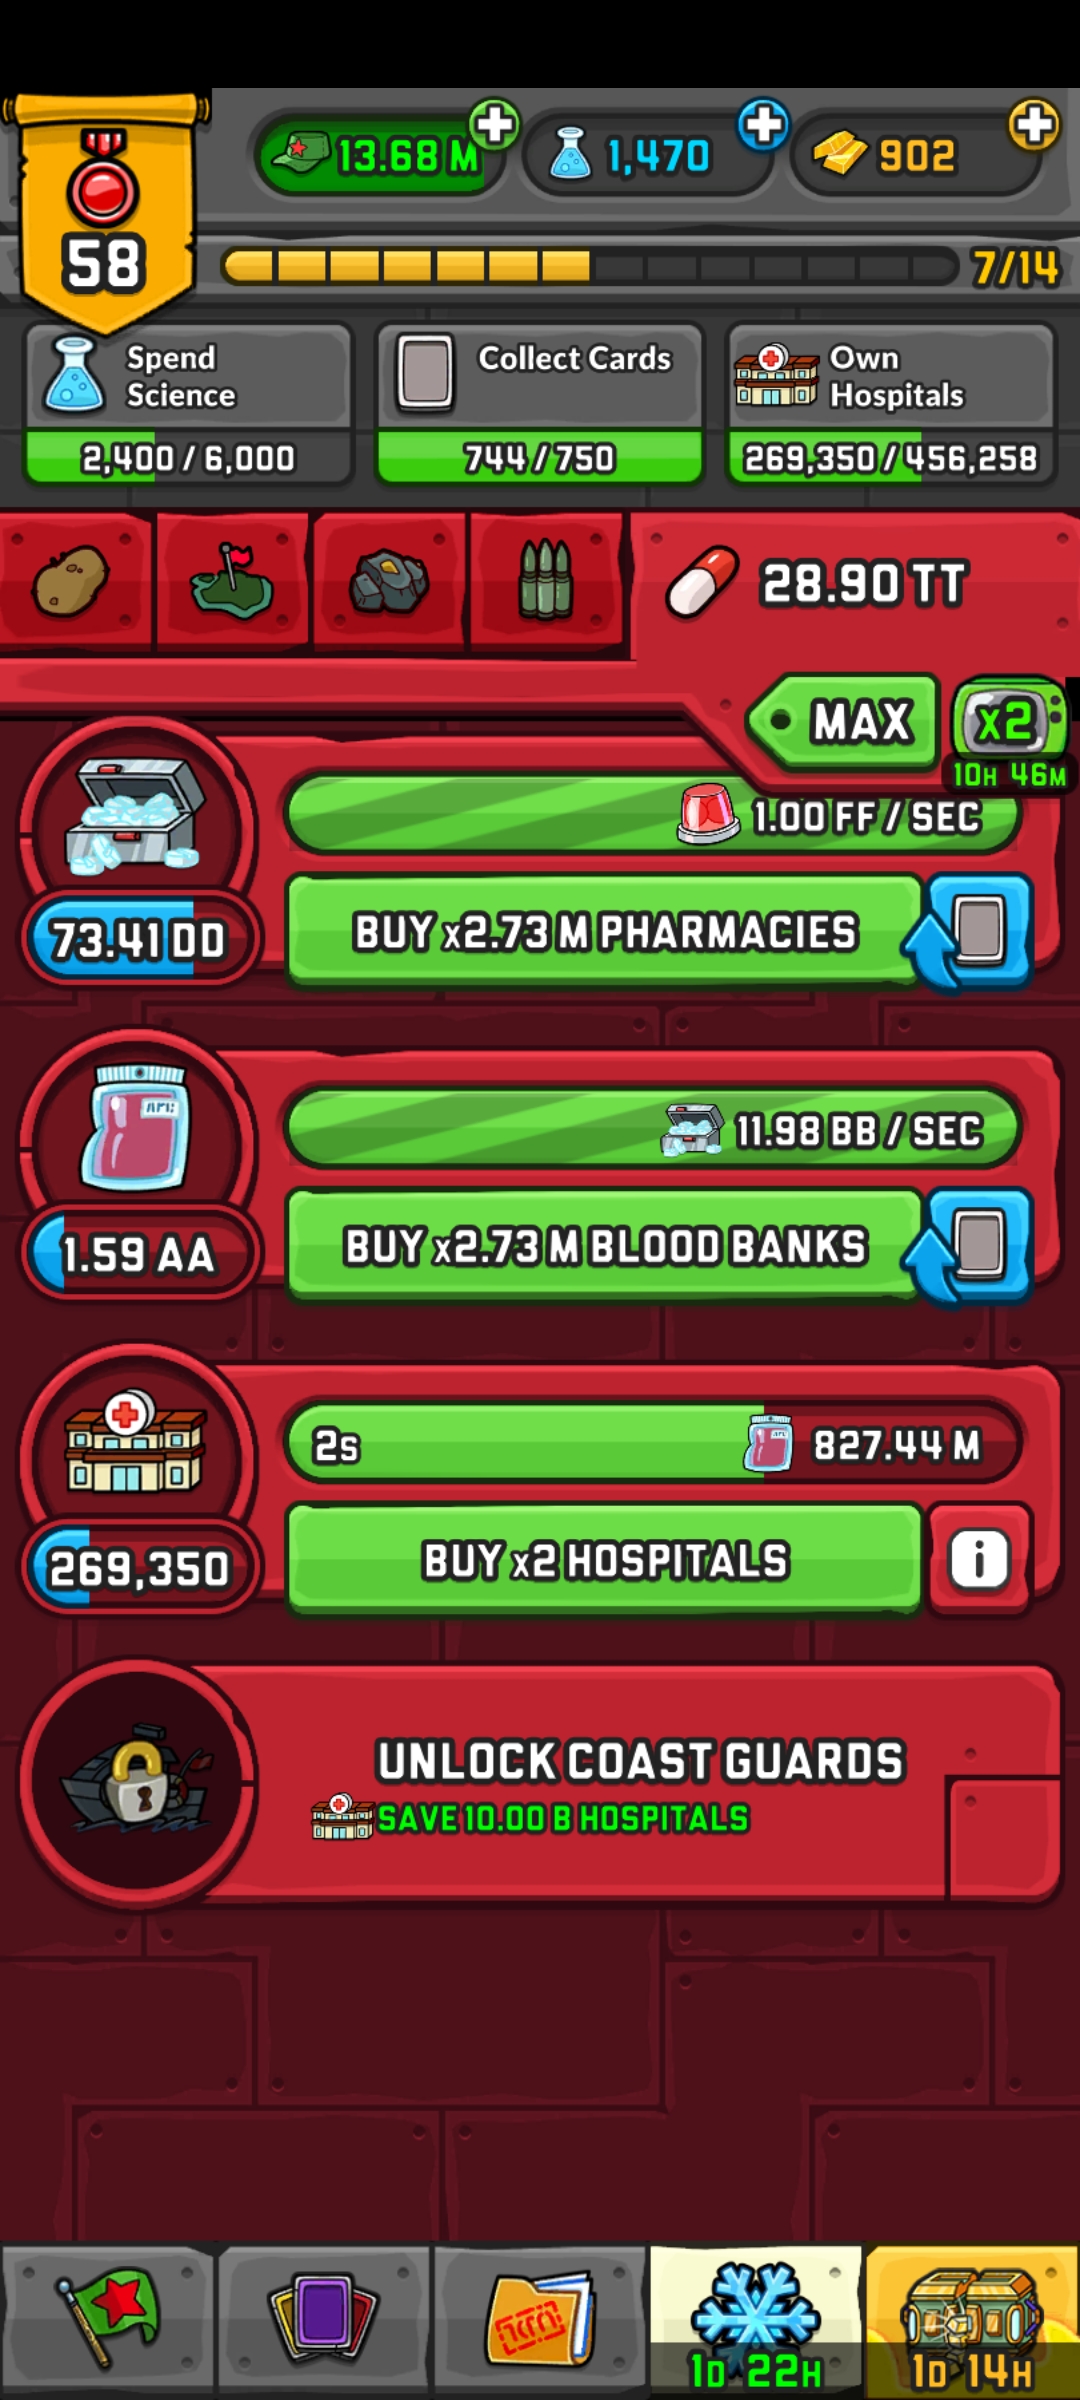 58
13.68 M
1,470
902
7/14
Spend
Science
2,400 / 6,000
Collect Cards
744 / 750
Own
Hospitals
269,350 / 456,258
28.90 TT
MAX
x2
10H 46M
1.00 FF / SEC
73.41 DD
BUY x2.73 M PHARMACIES
11.98 BB / SEC
1.59 AA
BUY x2.73 M BLOOD BANKS
2s
827.44 M
269,350
BUY x2 HOSPITALS
i
UNLOCK COAST GUARDS
SAVE 10.00 B HOSPITALS
1D 22H
1D 14H